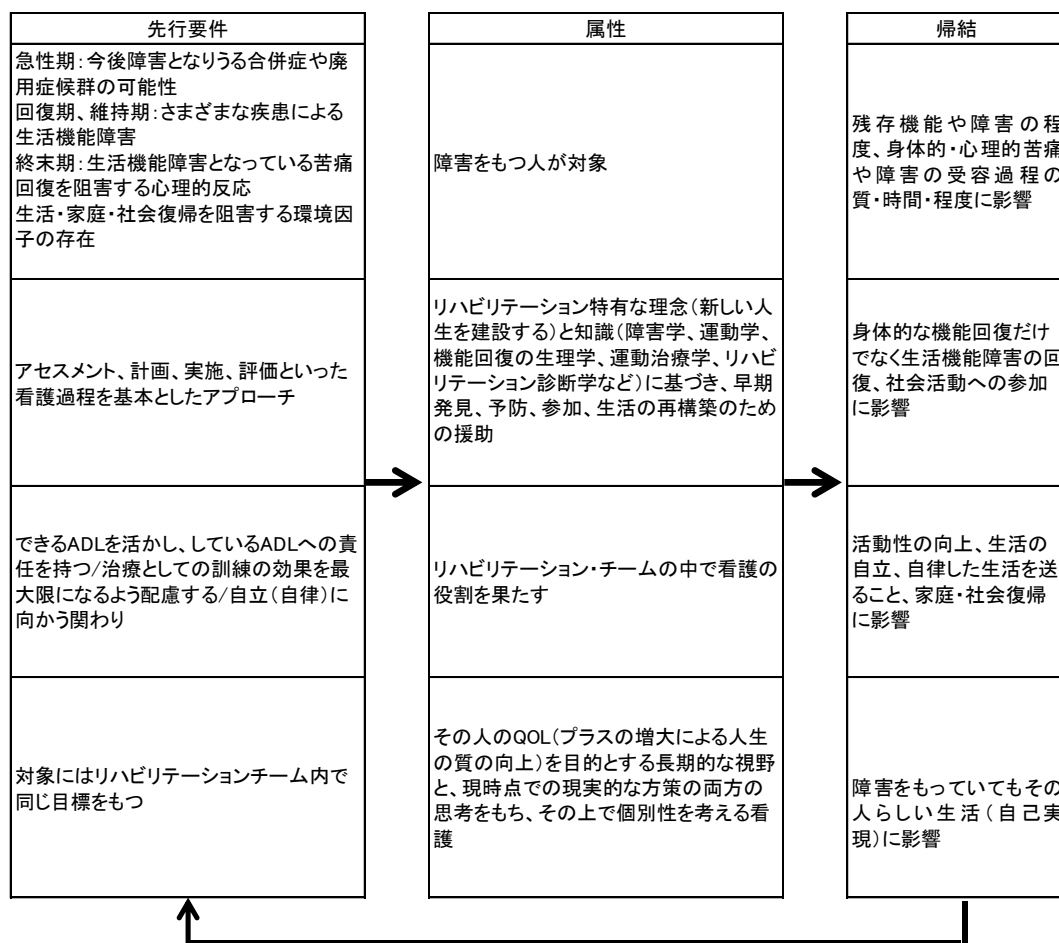 先行要件
急性期：今後障害となりうる合併症や廃
用症候群の可能性
回復期、維持期：さまざまな疾患による
生活機能障害
終末期：生活機能障害となっている苦痛
回復を阻害する心理的反応
生活・家庭・社会復帰を阻害する環境因
子の存在
アセスメント、計画、実施、評価といった
看護過程を基本としたアプローチ
できるADLを活かし、しているADLへの責
任を持つ/治療としての訓練の効果を最
大限になるよう配慮する/自立（自律）に
向かう関わり
対象にはリハビリテーションチーム内で
同じ目標をもつ
属性
障害をもつ人が対象
リハビリテーション特有な理念（新しい人
生を建設する）と知識（障害学、運動学、
機能回復の生理学、運動治療学、リハビ
リテーション診断学など）に基づき、早期
発見、予防、参加、生活の再構築のため
の援助
リハビリテーション・チームの中で看護の
役割を果たす
その人のQOL（プラスの増大による人生
の質の向上）を目的とする長期的な視野
と、現時点での現実的な方策の両方の
思考をもち、その上で個別性を考える看
護
帰結
残存機能や障害の程
度、身体的・心理的苦痛
や障害の受容過程の
質・時間・程度に影響
身体的な機能回復だけ
でなく生活機能障害の回
復、社会活動への参加
に影響
活動性の向上、生活の
自立、自律した生活を送
ること、家庭・社会復帰
に影響
障害をもっていてもその
人らしい生活（自己実
現）に影響